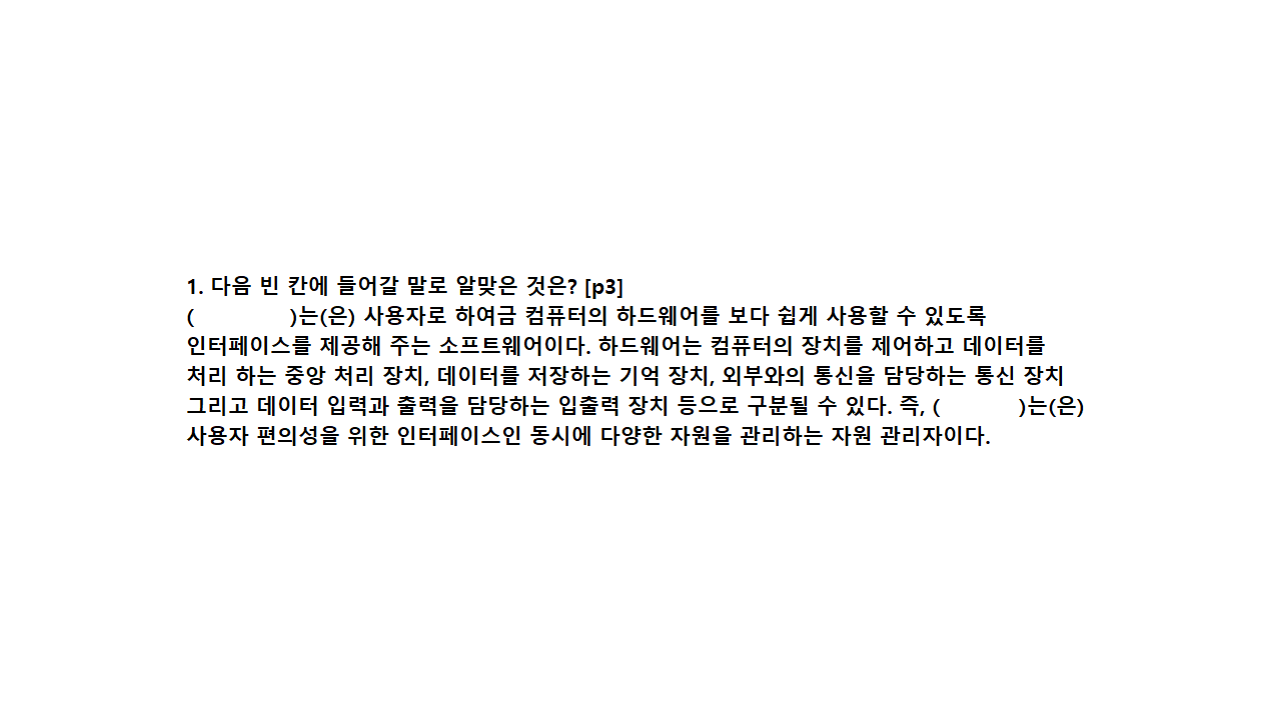 1. 다음 빈 칸에 들어갈 말로 알맞은 것은? [p3]
(               )는(은) 사용자로 하여금 컴퓨터의 하드웨어를 보다 쉽게 사용할 수 있도록
인터페이스를 제공해 주는 소프트웨어이다. 하드웨어는 컴퓨터의 장치를 제어하고 데이터를
처리 하는 중앙 처리 장치, 데이터를 저장하는 기억 장치, 외부와의 통신을 담당하는 통신 장치
그리고 데이터 입력과 출력을 담당하는 입출력 장치 등으로 구분될 수 있다. 즉, (             )는(은)
사용자 편의성을 위한 인터페이스인 동시에 다양한 자원을 관리하는 자원 관리자이다.